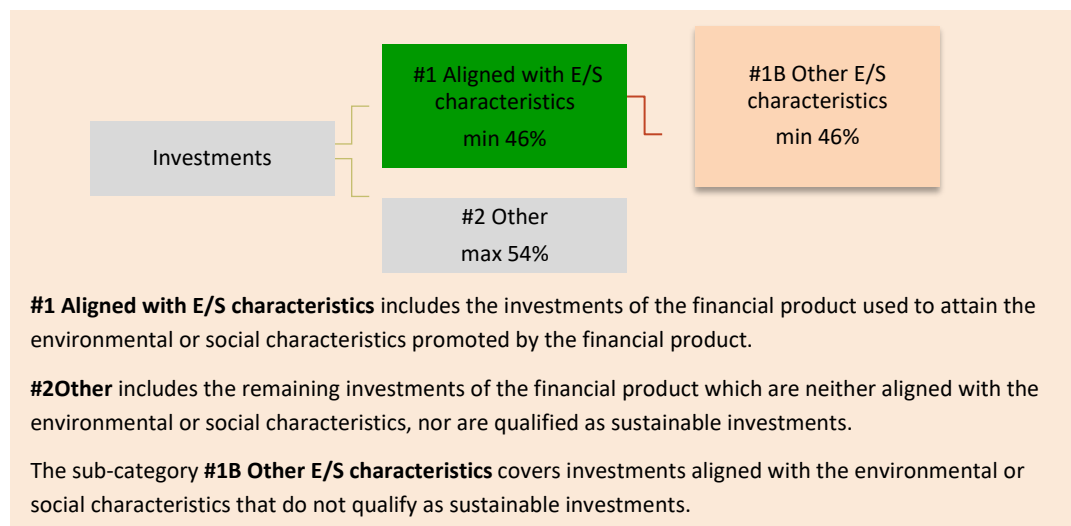 Investments
#1 Aligned with E/S
characteristics
min 46%
#1B Other E/S
characteristics
min 46%
#2 Other
max 54%
#1 Aligned with E/S characteristics includes the investments of the financial product used to attain the
environmental or social characteristics promoted by the financial product.
#2Other includes the remaining investments of the financial product which are neither aligned with the
environmental or social characteristics, nor are qualified as sustainable investments.
The sub-category #1B Other E/S characteristics covers investments aligned with the environmental or
social characteristics that do not qualify as sustainable investments.